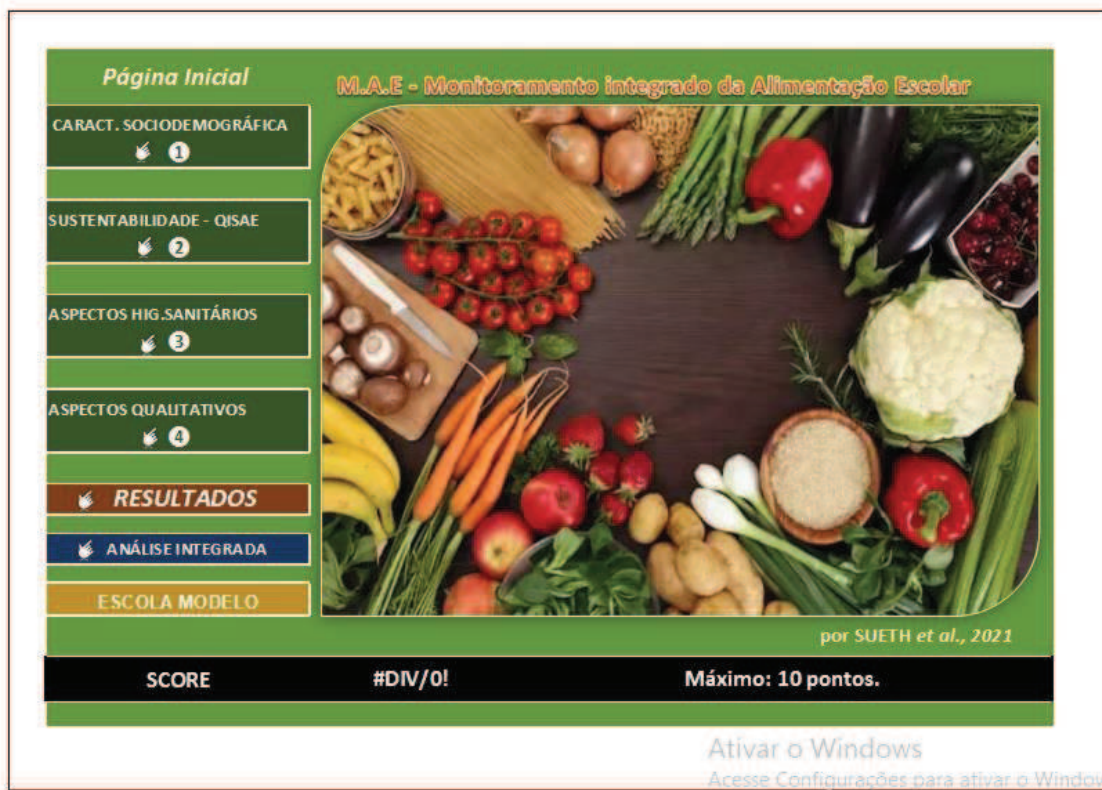 Página Inicial
M.A.E - Monitoramento integrado da Alimentação Escolar
CARACT. SOCIODEMOGRÁFICA
1
SUSTENTABILIDADE - QISAE
2
ASPECTOS HIG.SANITÁRIOS
3
ASPECTOS QUALITATIVOS
4
RESULTADOS
ANÁLISE INTEGRADA
ESCOLA MODELO
por SUETH et al., 2021
SCORE #DIV/0! Máximo: 10 pontos.
Ativar o Windows
Acesse Configurações para ativar o Window